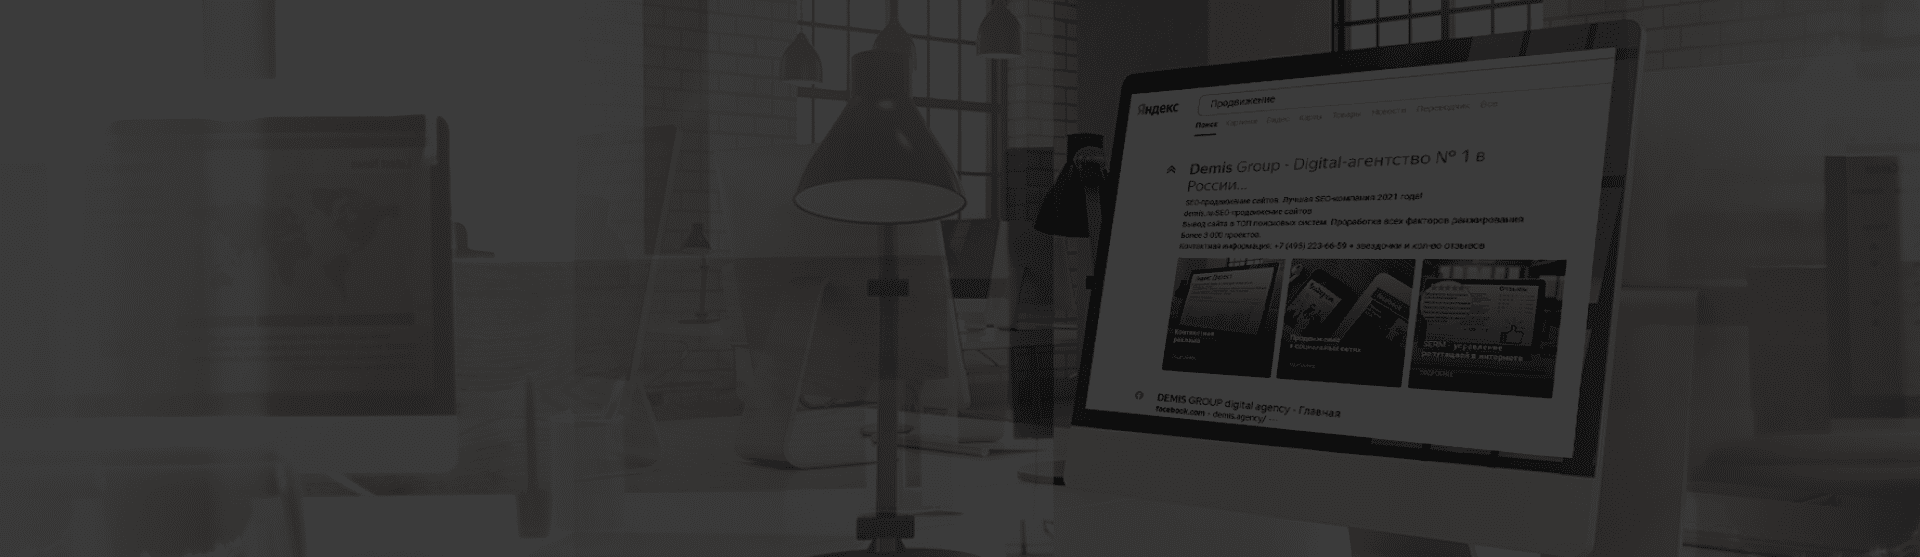 Яндекс
Продвижение
Поиск Картинки Видео Карты Товары Новости Переводчик Все
Demis Group - Digital-агентство № 1 в
России...
SEO-продвижение сайтов. Лучшая SEO-компания 2021 года!
demis.ru SEO-продвижение сайтов
Вывод сайта в ТОП поисковых систем. Проработка всех факторов ранжирования
Более 3 000 проектов.
Контактная информация: +7 (495) 223-66-59 • звездочки и кол-во отзывов
Контекстная
реклама
Продвижение
в социальных сетях
SERM - управление
репутацией в интернете
DEMIS GROUP digital agency - Главная
facebook.com › demis.agency/